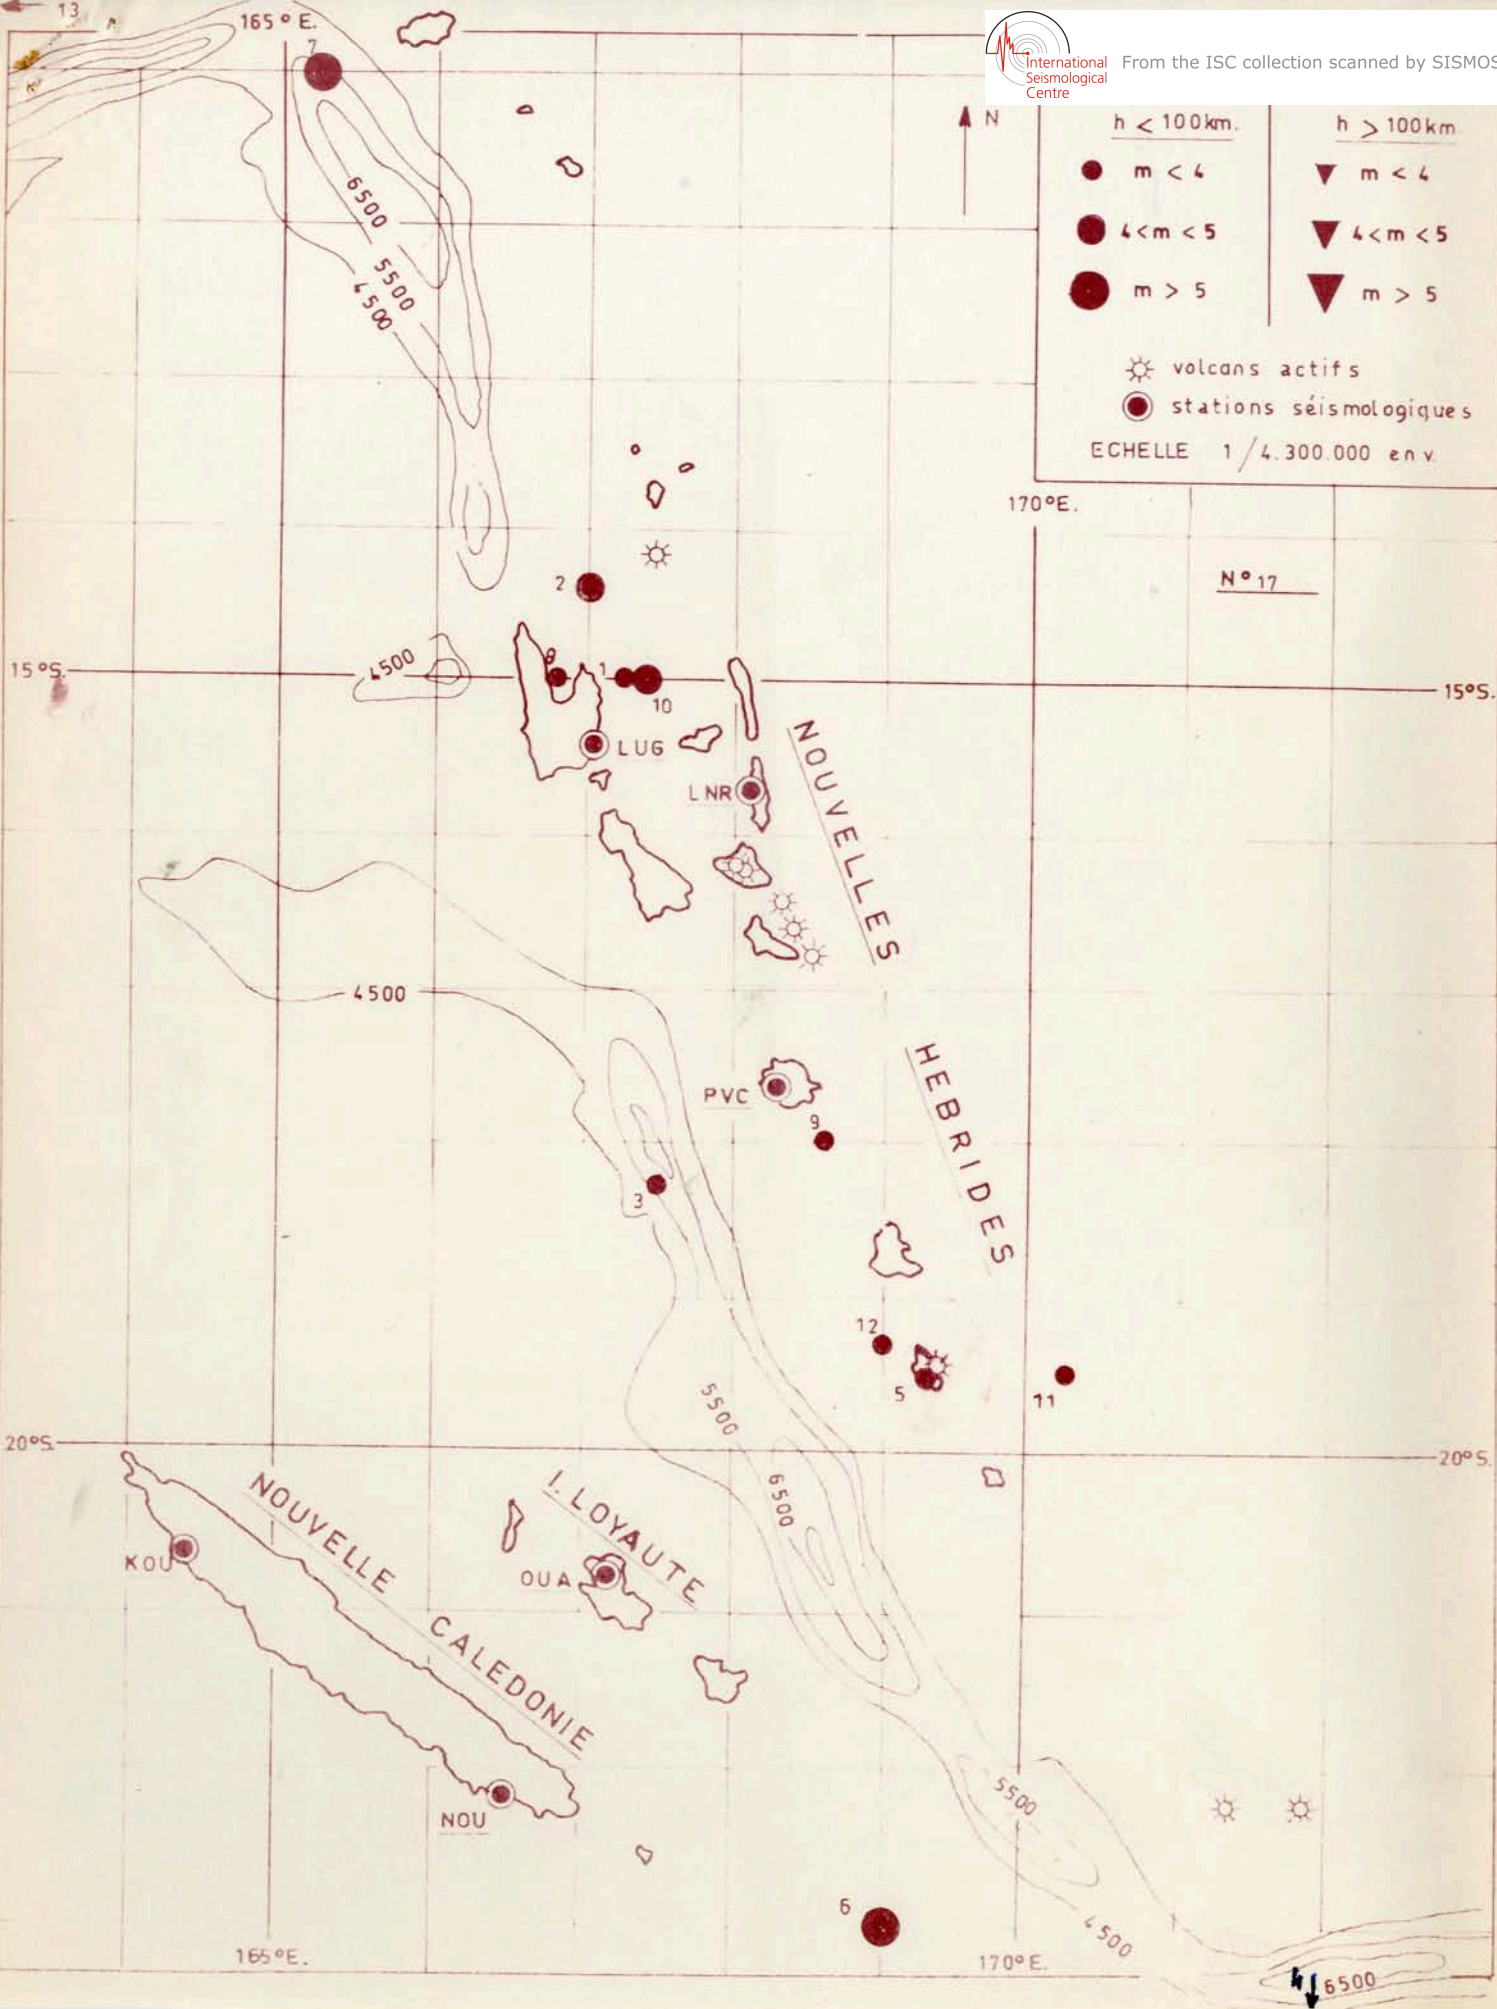 13
165° E.
7
International
Seismological
Centre
From the ISC collection scanned by SISMOS
N
h < 100km.
h > 100km
m < 4
m < 4
4<m < 5
4<m < 5
m > 5
m > 5
volcans actifs
stations séismologiques
ECHELLE 1/4.300.000 env.
170°E.
N° 17
6500
5500
4500
2
15°S.
4500
8
1
10
15°S.
LUG
LNR
NOUVELLES
4500
HEBRIDES
PVC
9
3
12
5
11
5500
20°S.
20°S.
6500
NOUVELLE
CALEDONIE
I. LOYAUTE
KOU
OUA
NOU
5500
6
4500
165°E.
170°E.
6500